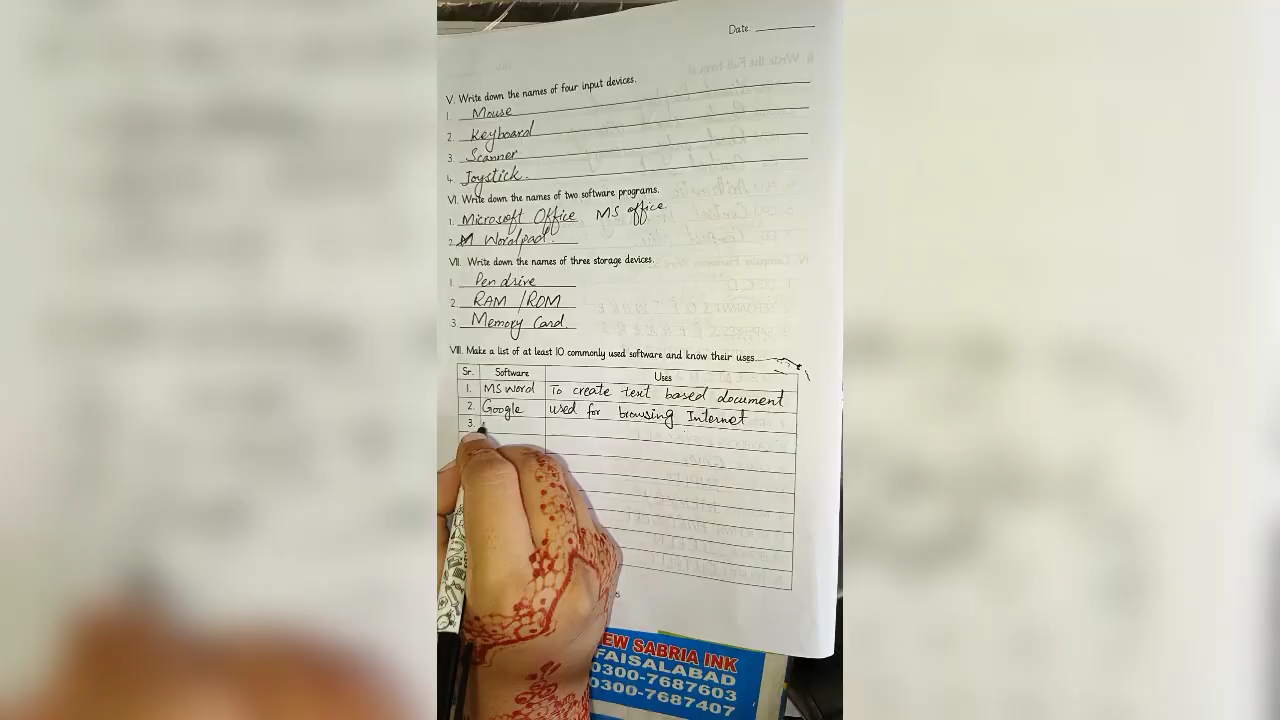 Date:
V. Write down the names of four input devices.
1. Mouse
2. Keyboard
3. Scanner
4. Joystick.
VI. Write down the names of two software programs.
1. Microsoft Office MS office.
2. Wordpad.
VII. Write down the names of three storage devices.
1. Pen drive
2. RAM /ROM
3. Memory Card.
VIII. Make a list of at least 10 commonly used software and know their uses.
Sr. Software Uses
1. MS Word To create text based document
2. Google used for browsing Internet
3.
EW SABRIA INK
FAISALABAD
0300-7687603
0300-7687407